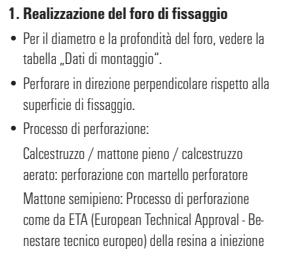 1. Realizzazione del foro di fissaggio
• Per il diametro e la profondità del foro, vedere la
tabella „Dati di montaggio“.
• Perforare in direzione perpendicolare rispetto alla
superficie di fissaggio.
• Processo di perforazione:
Calcestruzzo / mattone pieno / calcestruzzo
aerato: perforazione con martello perforatore
Mattone semipieno: Processo di perforazione
come da ETA (European Technical Approval - Be-
nestare tecnico europeo) della resina a iniezione